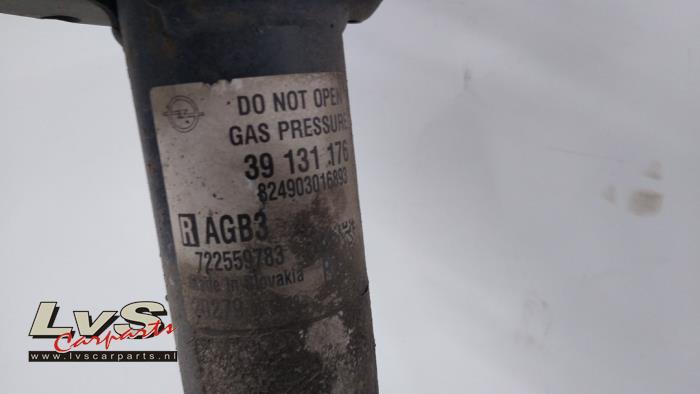 DO NOT OPEN
GAS PRESSURE
39 131 176
824903016893
R AGB3
722559783
Made in Slovakia
LvS
Carparts
www.lvscarparts.nl